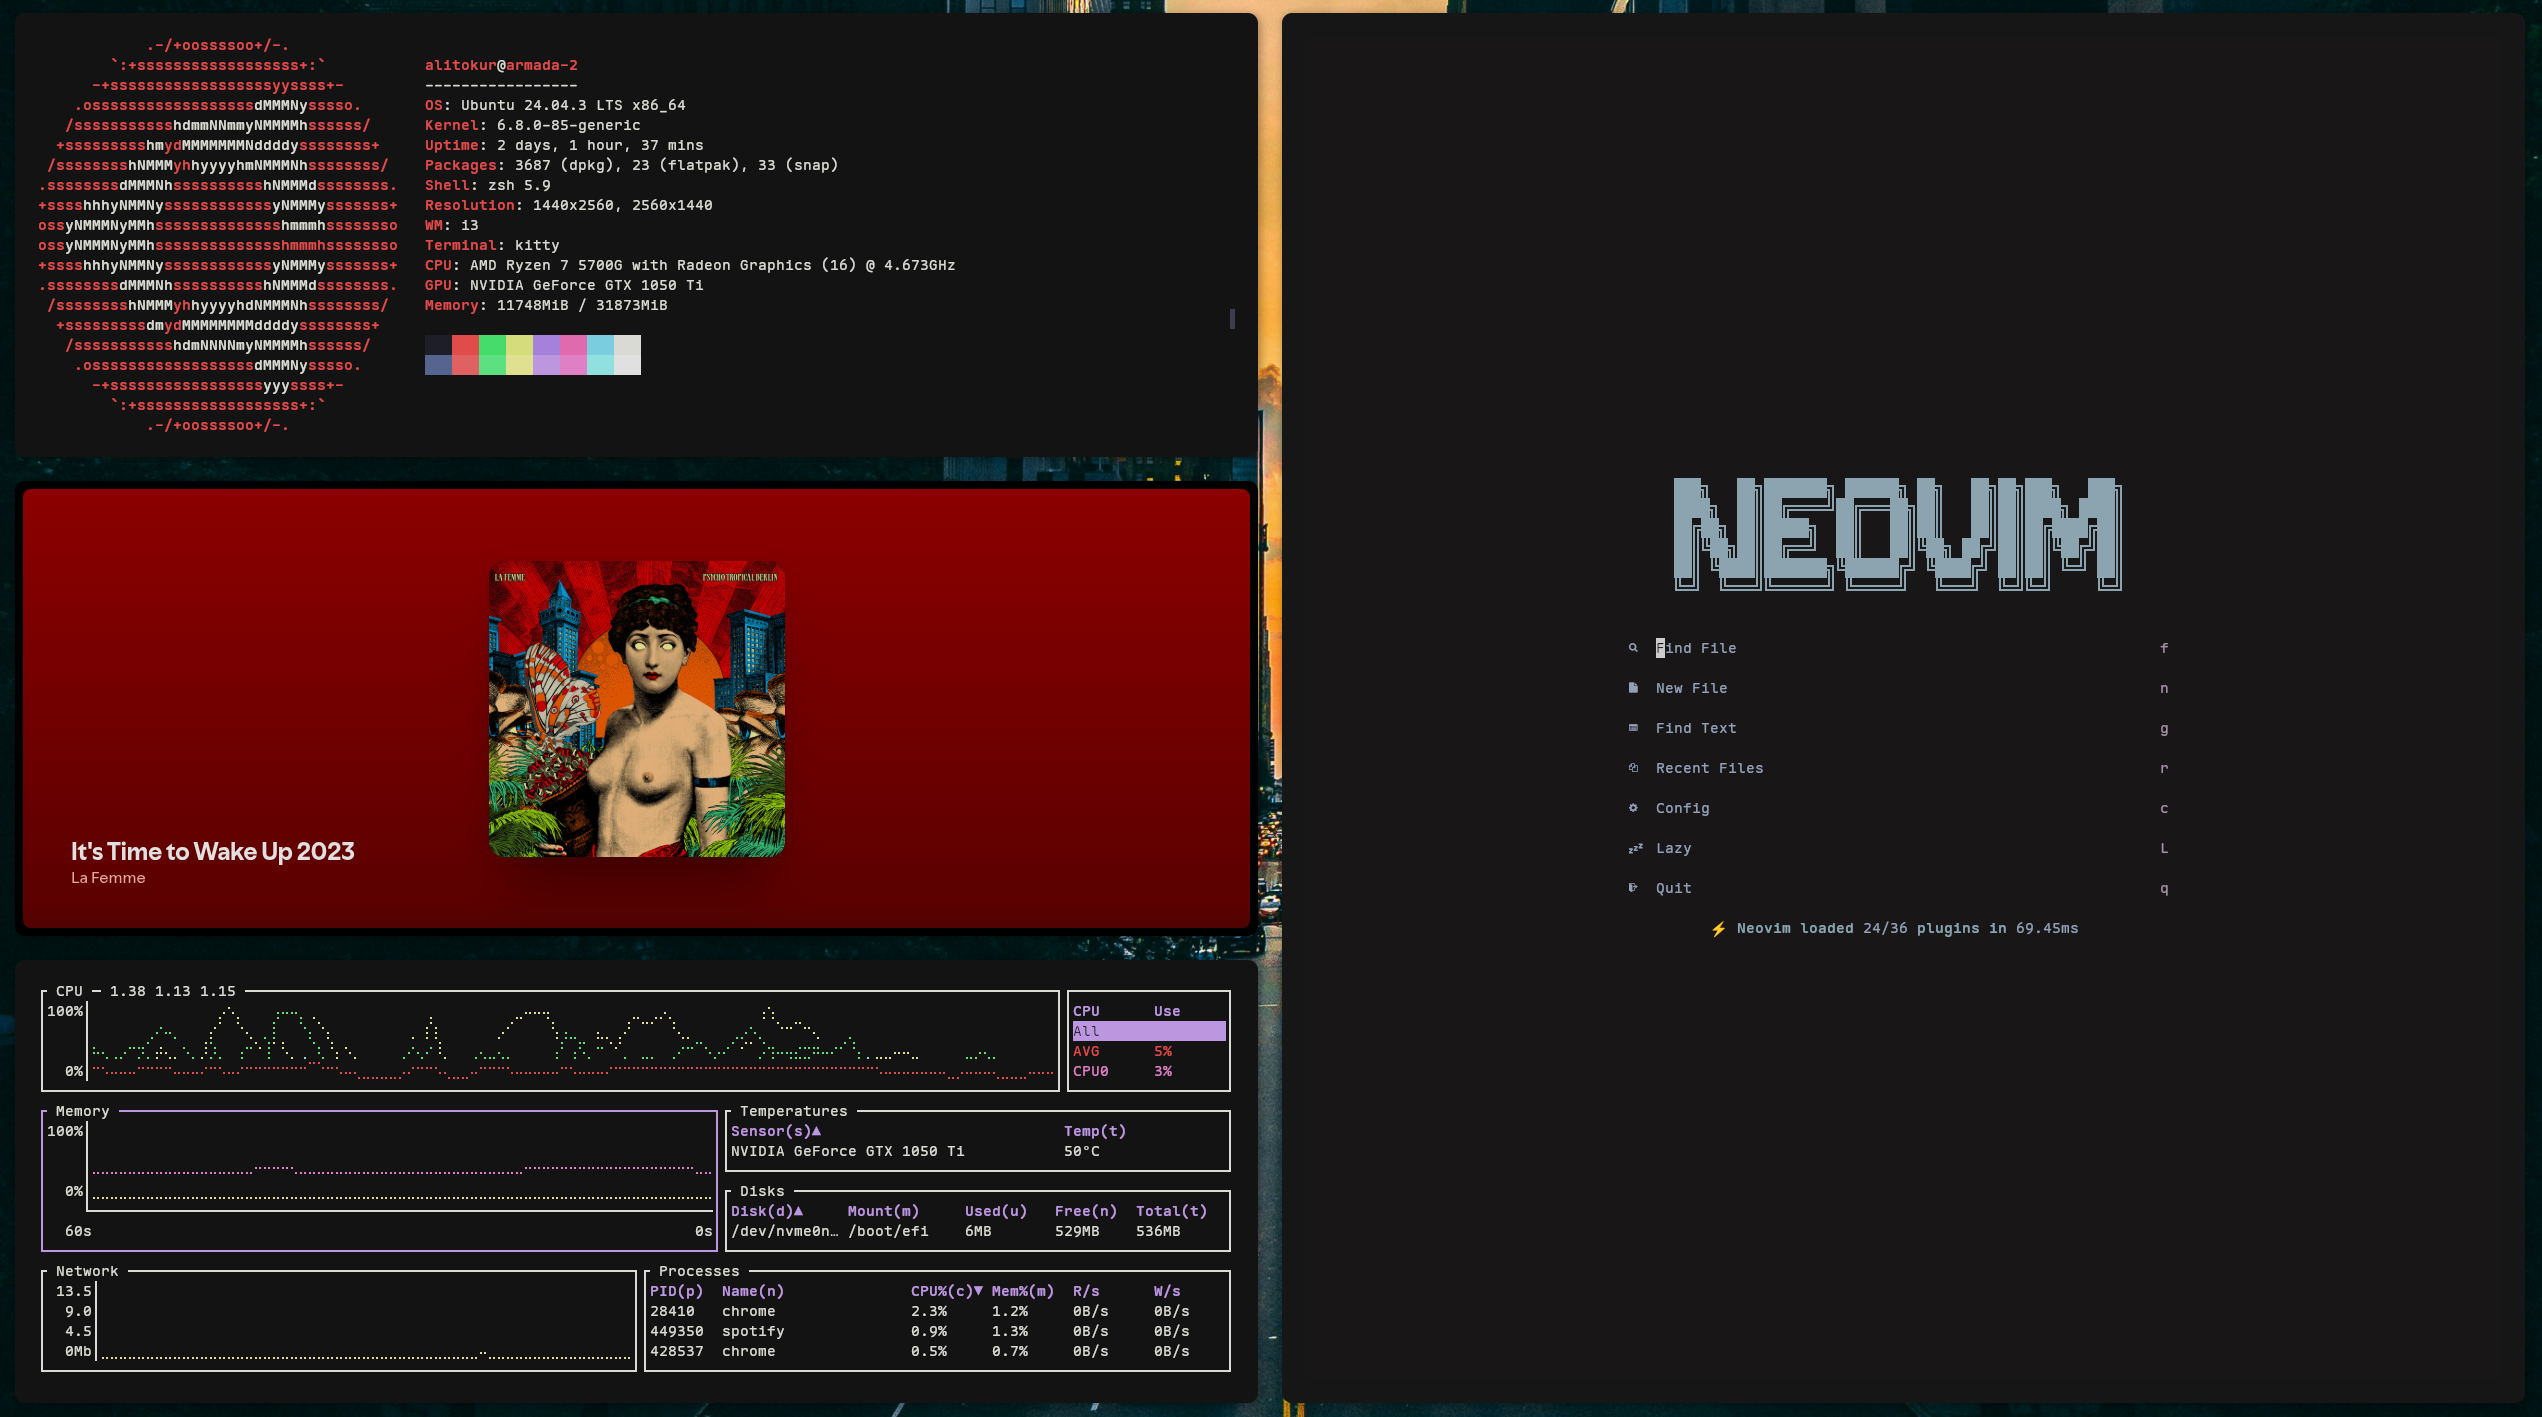 .-/+oossssoo+/-.
`:+ssssssssssssssssss+:`
-+ssssssssssssssssssyyssss+-
.ossssssssssssssssssdMMMNysssso.
/ssssssssssshdmmNNmmyNMMMMhssssss/
+ssssssssshmydMMMMMMMNddddyssssssss+
/sssssssshNMMMyhhyyyyhmNMMMNhssssssss/
.ssssssssdMMMNhsssssssssshNMMMdssssssss.
+sssshhhyNMMNyssssssssssssyNMMMysssssss+
ossyNMMMNyMMhsssssssssssssshmmmhssssssso
ossyNMMMNyMMhsssssssssssssshmmmhssssssso
+sssshhhyNMMNyssssssssssssyNMMMysssssss+
.ssssssssdMMMNhsssssssssshNMMMdssssssss.
/sssssssshNMMMyhhyyyyhdNMMMNhssssssss/
+sssssssssdmydMMMMMMMMddddyssssssss+
/ssssssssssshdmNNNNmyNMMMMhssssss/
.ossssssssssssssssssdMMMNysssso.
-+sssssssssssssssssyyyssss+-
`:+ssssssssssssssssss+:`
.-/+oossssoo+/-.
alitokur@armada-2
-----------------
OS: Ubuntu 24.04.3 LTS x86_64
Kernel: 6.8.0-85-generic
Uptime: 2 days, 1 hour, 37 mins
Packages: 3687 (dpkg), 23 (flatpak), 33 (snap)
Shell: zsh 5.9
Resolution: 1440x2560, 2560x1440
WM: i3
Terminal: kitty
CPU: AMD Ryzen 7 5700G with Radeon Graphics (16) @ 4.673GHz
GPU: NVIDIA GeForce GTX 1050 Ti
Memory: 11748MiB / 31873MiB
LA FEMME PSYCHO TROPICAL BERLIN
It's Time to Wake Up 2023
La Femme
CPU — 1.38 1.13 1.15
100%
0%
CPU Use
All
AVG 5%
CPU0 3%
Memory
100%
0%
60s 0s
Temperatures
Sensor(s)▲ Temp(t)
NVIDIA GeForce GTX 1050 Ti 50°C
Disks
Disk(d)▲ Mount(m) Used(u) Free(n) Total(t)
/dev/nvme0n… /boot/efi 6MB 529MB 536MB
Network
13.5
9.0
4.5
0Mb
Processes
PID(p) Name(n) CPU%(c)▼ Mem%(m) R/s W/s
28410 chrome 2.3% 1.2% 0B/s 0B/s
449350 spotify 0.9% 1.3% 0B/s 0B/s
428537 chrome 0.5% 0.7% 0B/s 0B/s
NEOVIM
Find File f
New File n
Find Text g
Recent Files r
Config c
Lazy L
Quit q
⚡ Neovim loaded 24/36 plugins in 69.45ms